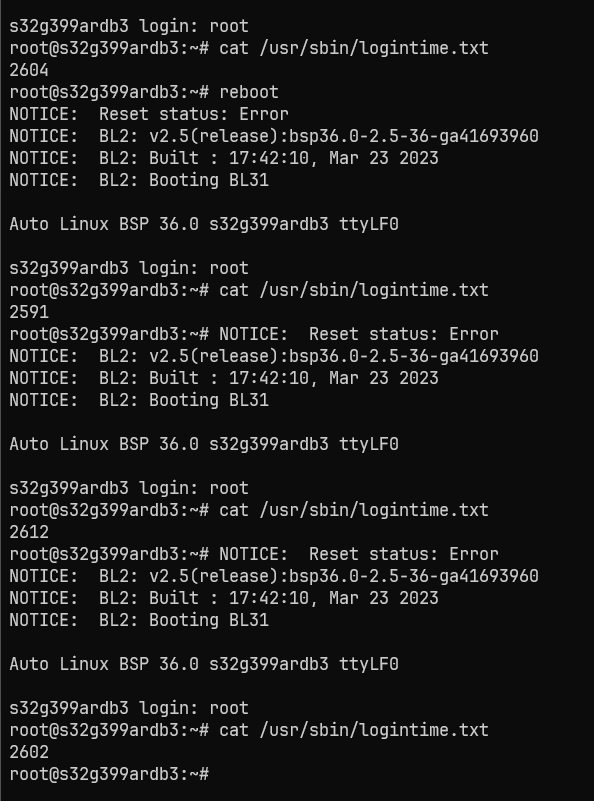 s32g399ardb3 login: root
root@s32g399ardb3:~# cat /usr/sbin/logintime.txt
2604
root@s32g399ardb3:~# reboot
NOTICE:  Reset status: Error
NOTICE:  BL2: v2.5(release):bsp36.0-2.5-36-ga41693960
NOTICE:  BL2: Built : 17:42:10, Mar 23 2023
NOTICE:  BL2: Booting BL31

Auto Linux BSP 36.0 s32g399ardb3 ttyLF0

s32g399ardb3 login: root
root@s32g399ardb3:~# cat /usr/sbin/logintime.txt
2591
root@s32g399ardb3:~# NOTICE:  Reset status: Error
NOTICE:  BL2: v2.5(release):bsp36.0-2.5-36-ga41693960
NOTICE:  BL2: Built : 17:42:10, Mar 23 2023
NOTICE:  BL2: Booting BL31

Auto Linux BSP 36.0 s32g399ardb3 ttyLF0

s32g399ardb3 login: root
root@s32g399ardb3:~# cat /usr/sbin/logintime.txt
2612
root@s32g399ardb3:~# NOTICE:  Reset status: Error
NOTICE:  BL2: v2.5(release):bsp36.0-2.5-36-ga41693960
NOTICE:  BL2: Built : 17:42:10, Mar 23 2023
NOTICE:  BL2: Booting BL31

Auto Linux BSP 36.0 s32g399ardb3 ttyLF0

s32g399ardb3 login: root
root@s32g399ardb3:~# cat /usr/sbin/logintime.txt
2602
root@s32g399ardb3:~#